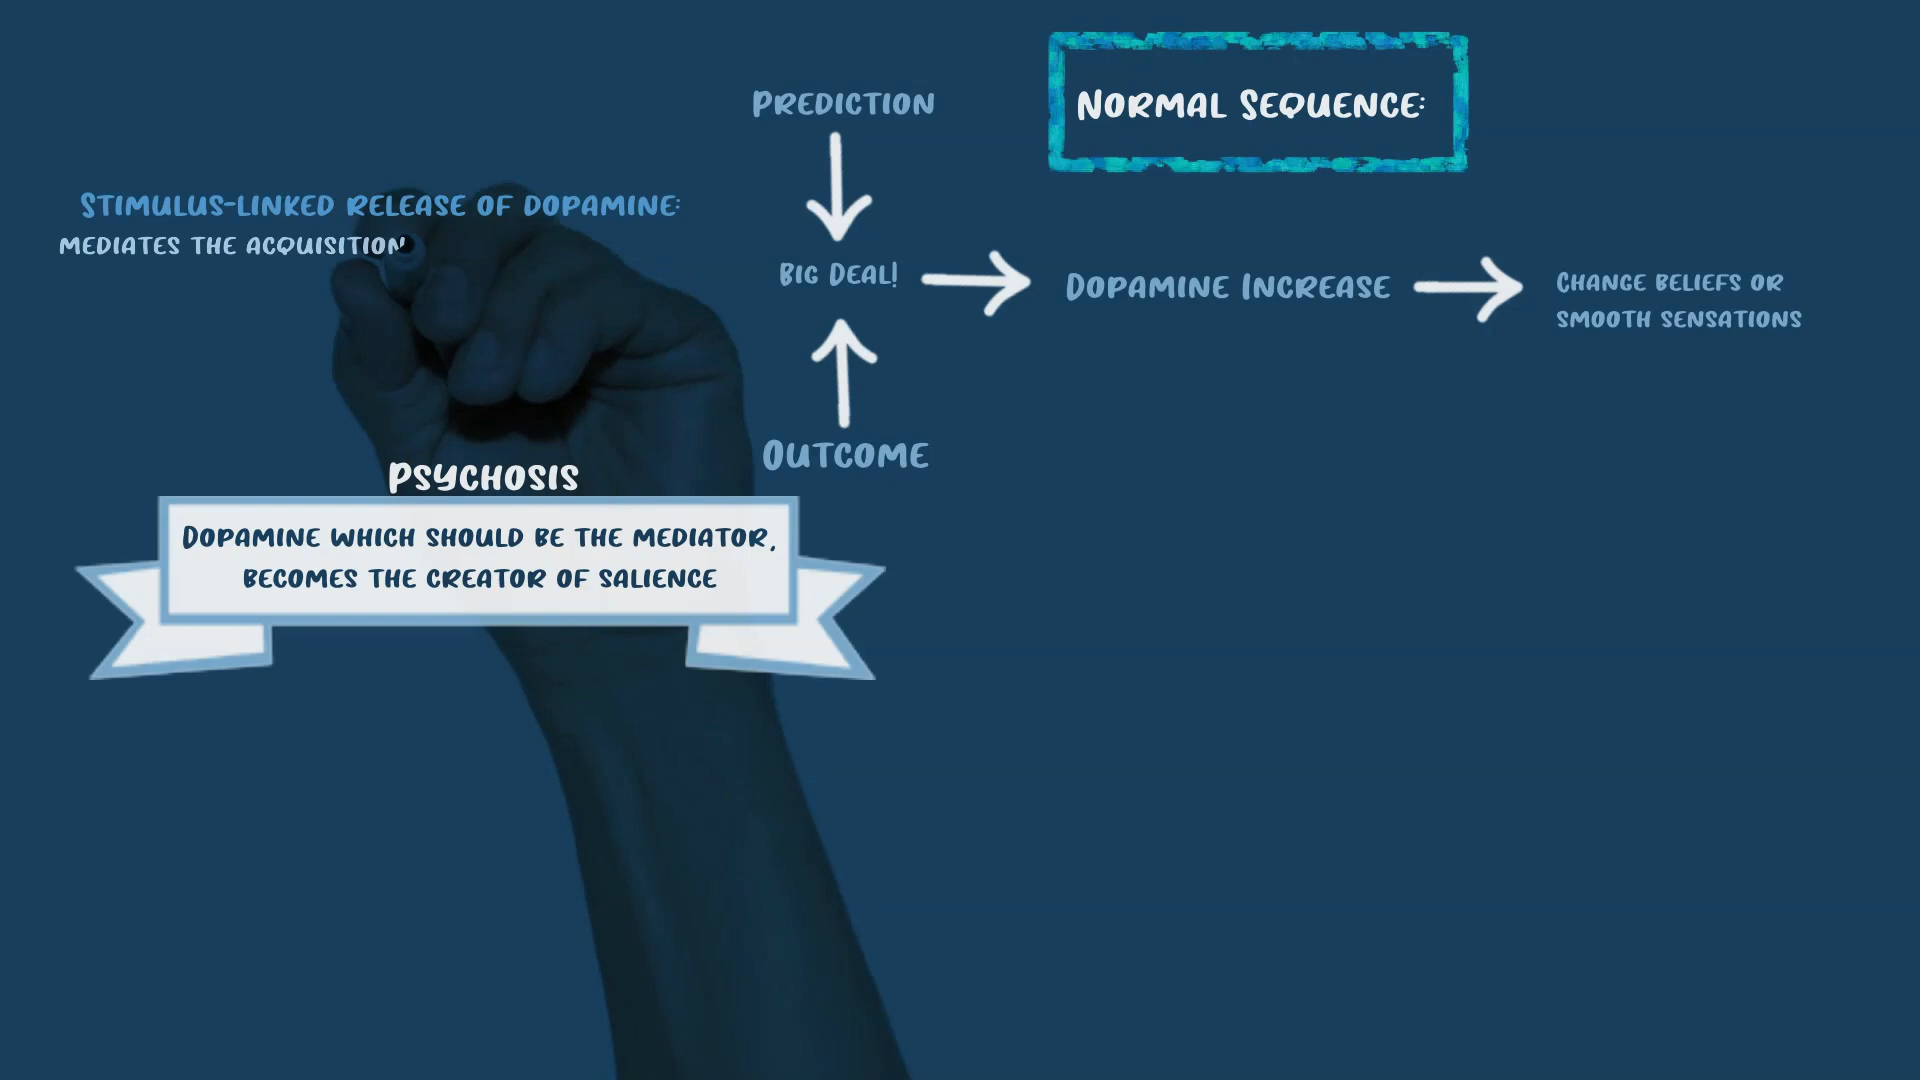 Prediction
Normal Sequence:
Stimulus-linked release of dopamine:
mediates the acquisition
Big Deal!
Dopamine Increase
Change beliefs or
smooth sensations
Outcome
Psychosis
Dopamine which should be the mediator,
becomes the creator of salience